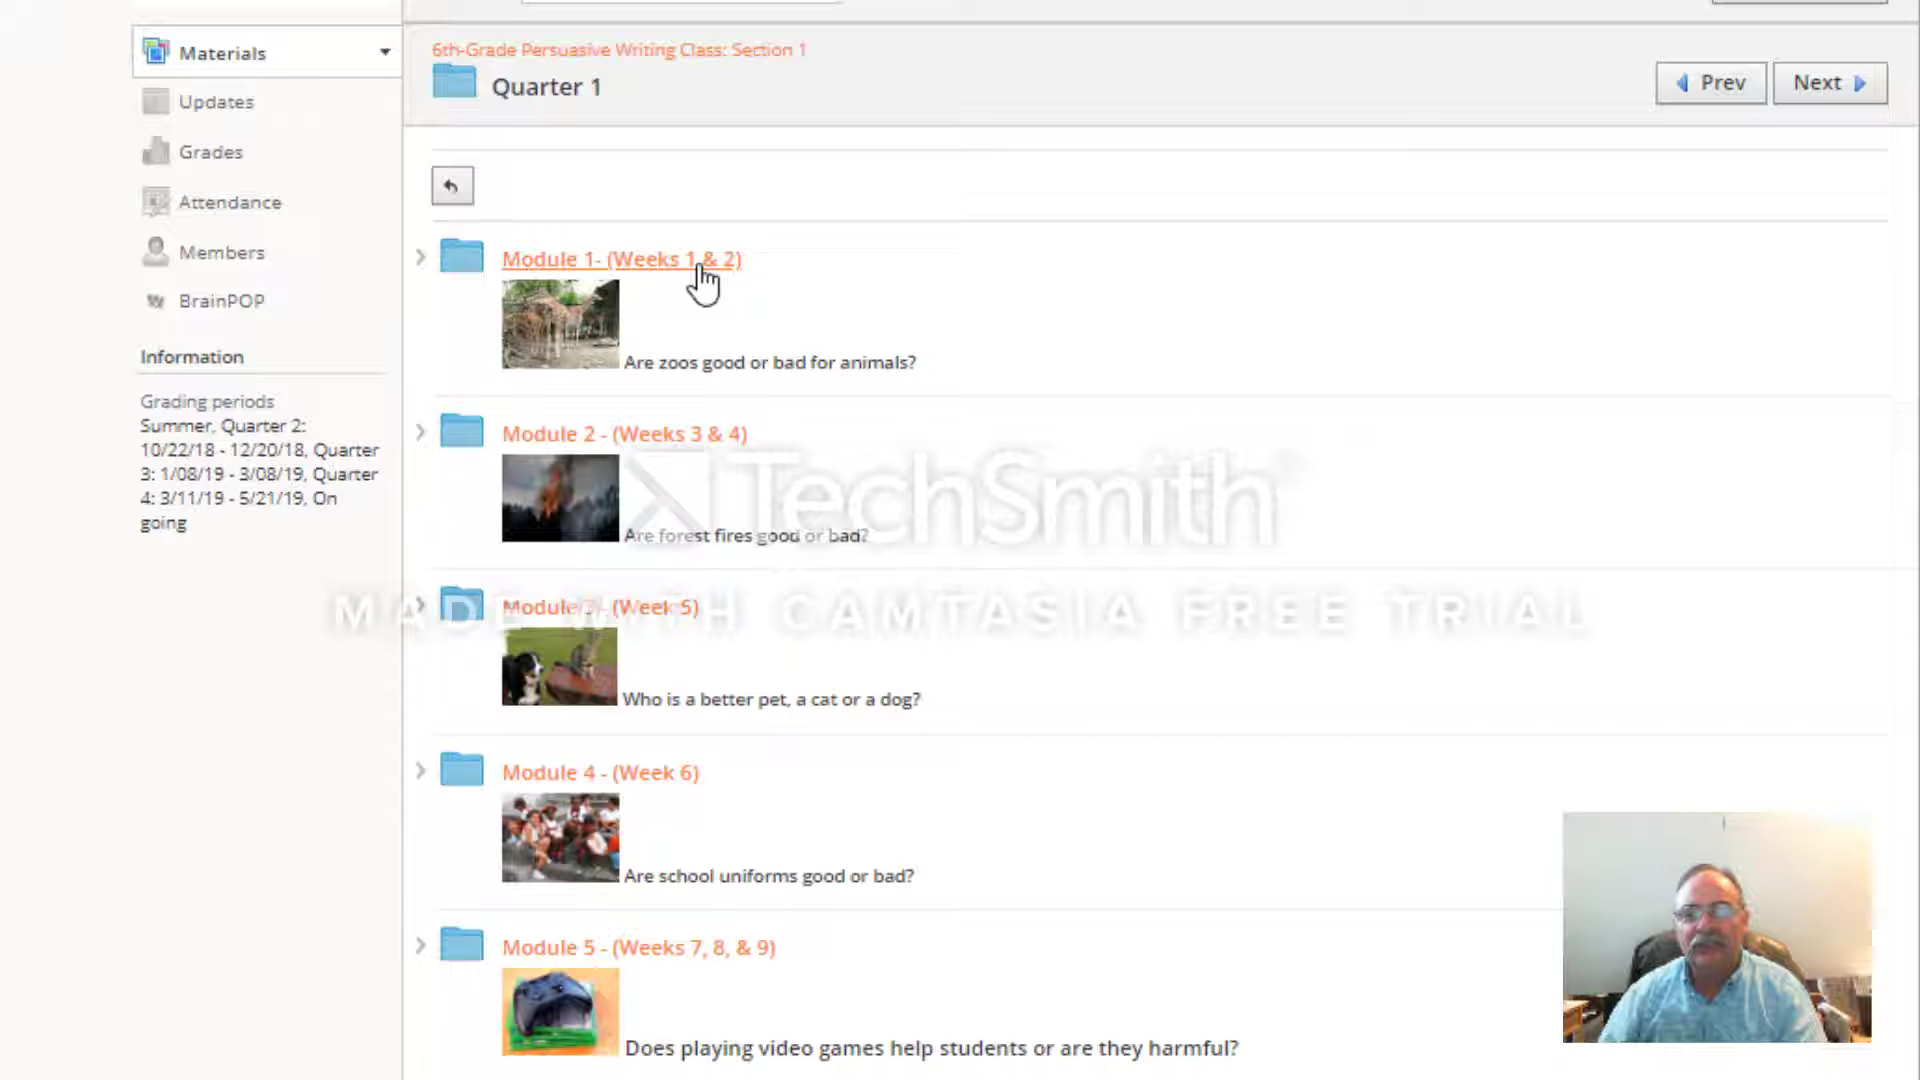 Materials
Updates
Grades
Attendance
Members
BrainPOP
Information
Grading periods
Summer, Quarter 2:
10/22/18 - 12/20/18, Quarter
3: 1/08/19 - 3/08/19, Quarter
4: 3/11/19 - 5/21/19, On
going
6th-Grade Persuasive Writing Class: Section 1
Quarter 1
Prev
Next
Module 1- (Weeks 1 & 2)
Are zoos good or bad for animals?
Module 2 - (Weeks 3 & 4)
Are forest fires good or bad?
TechSmith
MADE WITH CAMTASIA FREE TRIAL
Module 3- (Week 5)
Who is a better pet, a cat or a dog?
Module 4 - (Week 6)
Are school uniforms good or bad?
Module 5 - (Weeks 7, 8, & 9)
Does playing video games help students or are they harmful?